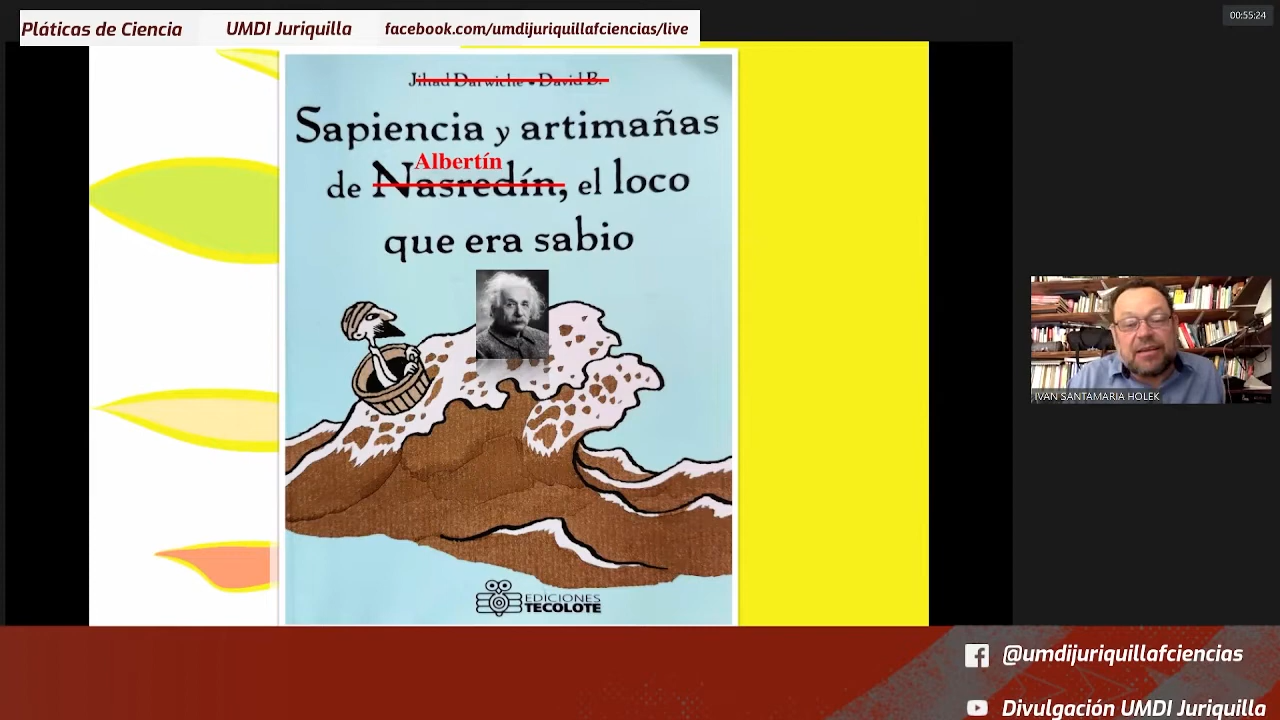 Pláticas de Ciencia UMDI Juriquilla facebook.com/umdijuriquillafciencias/live
00:55:24
Jihad Darwiche • David B.
Sapiencia y artimañas
Albertín
de Nasredín, el loco
que era sabio
EDICIONES
TECOLOTE
IVAN SANTAMARIA HOLEK
@umdijuriquillafciencias
Divulgación UMDI Juriquilla